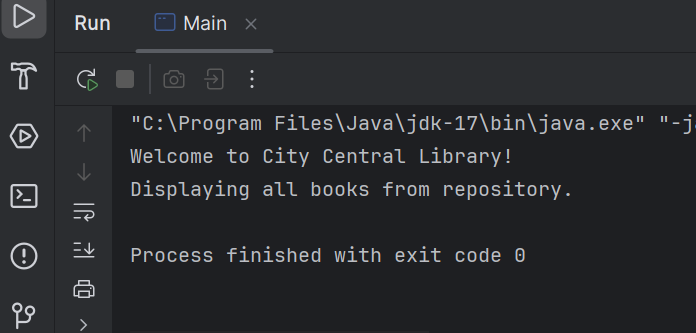 Run Main
"C:\Program Files\Java\jdk-17\bin\java.exe" "-ja
Welcome to City Central Library!
Displaying all books from repository.
Process finished with exit code 0